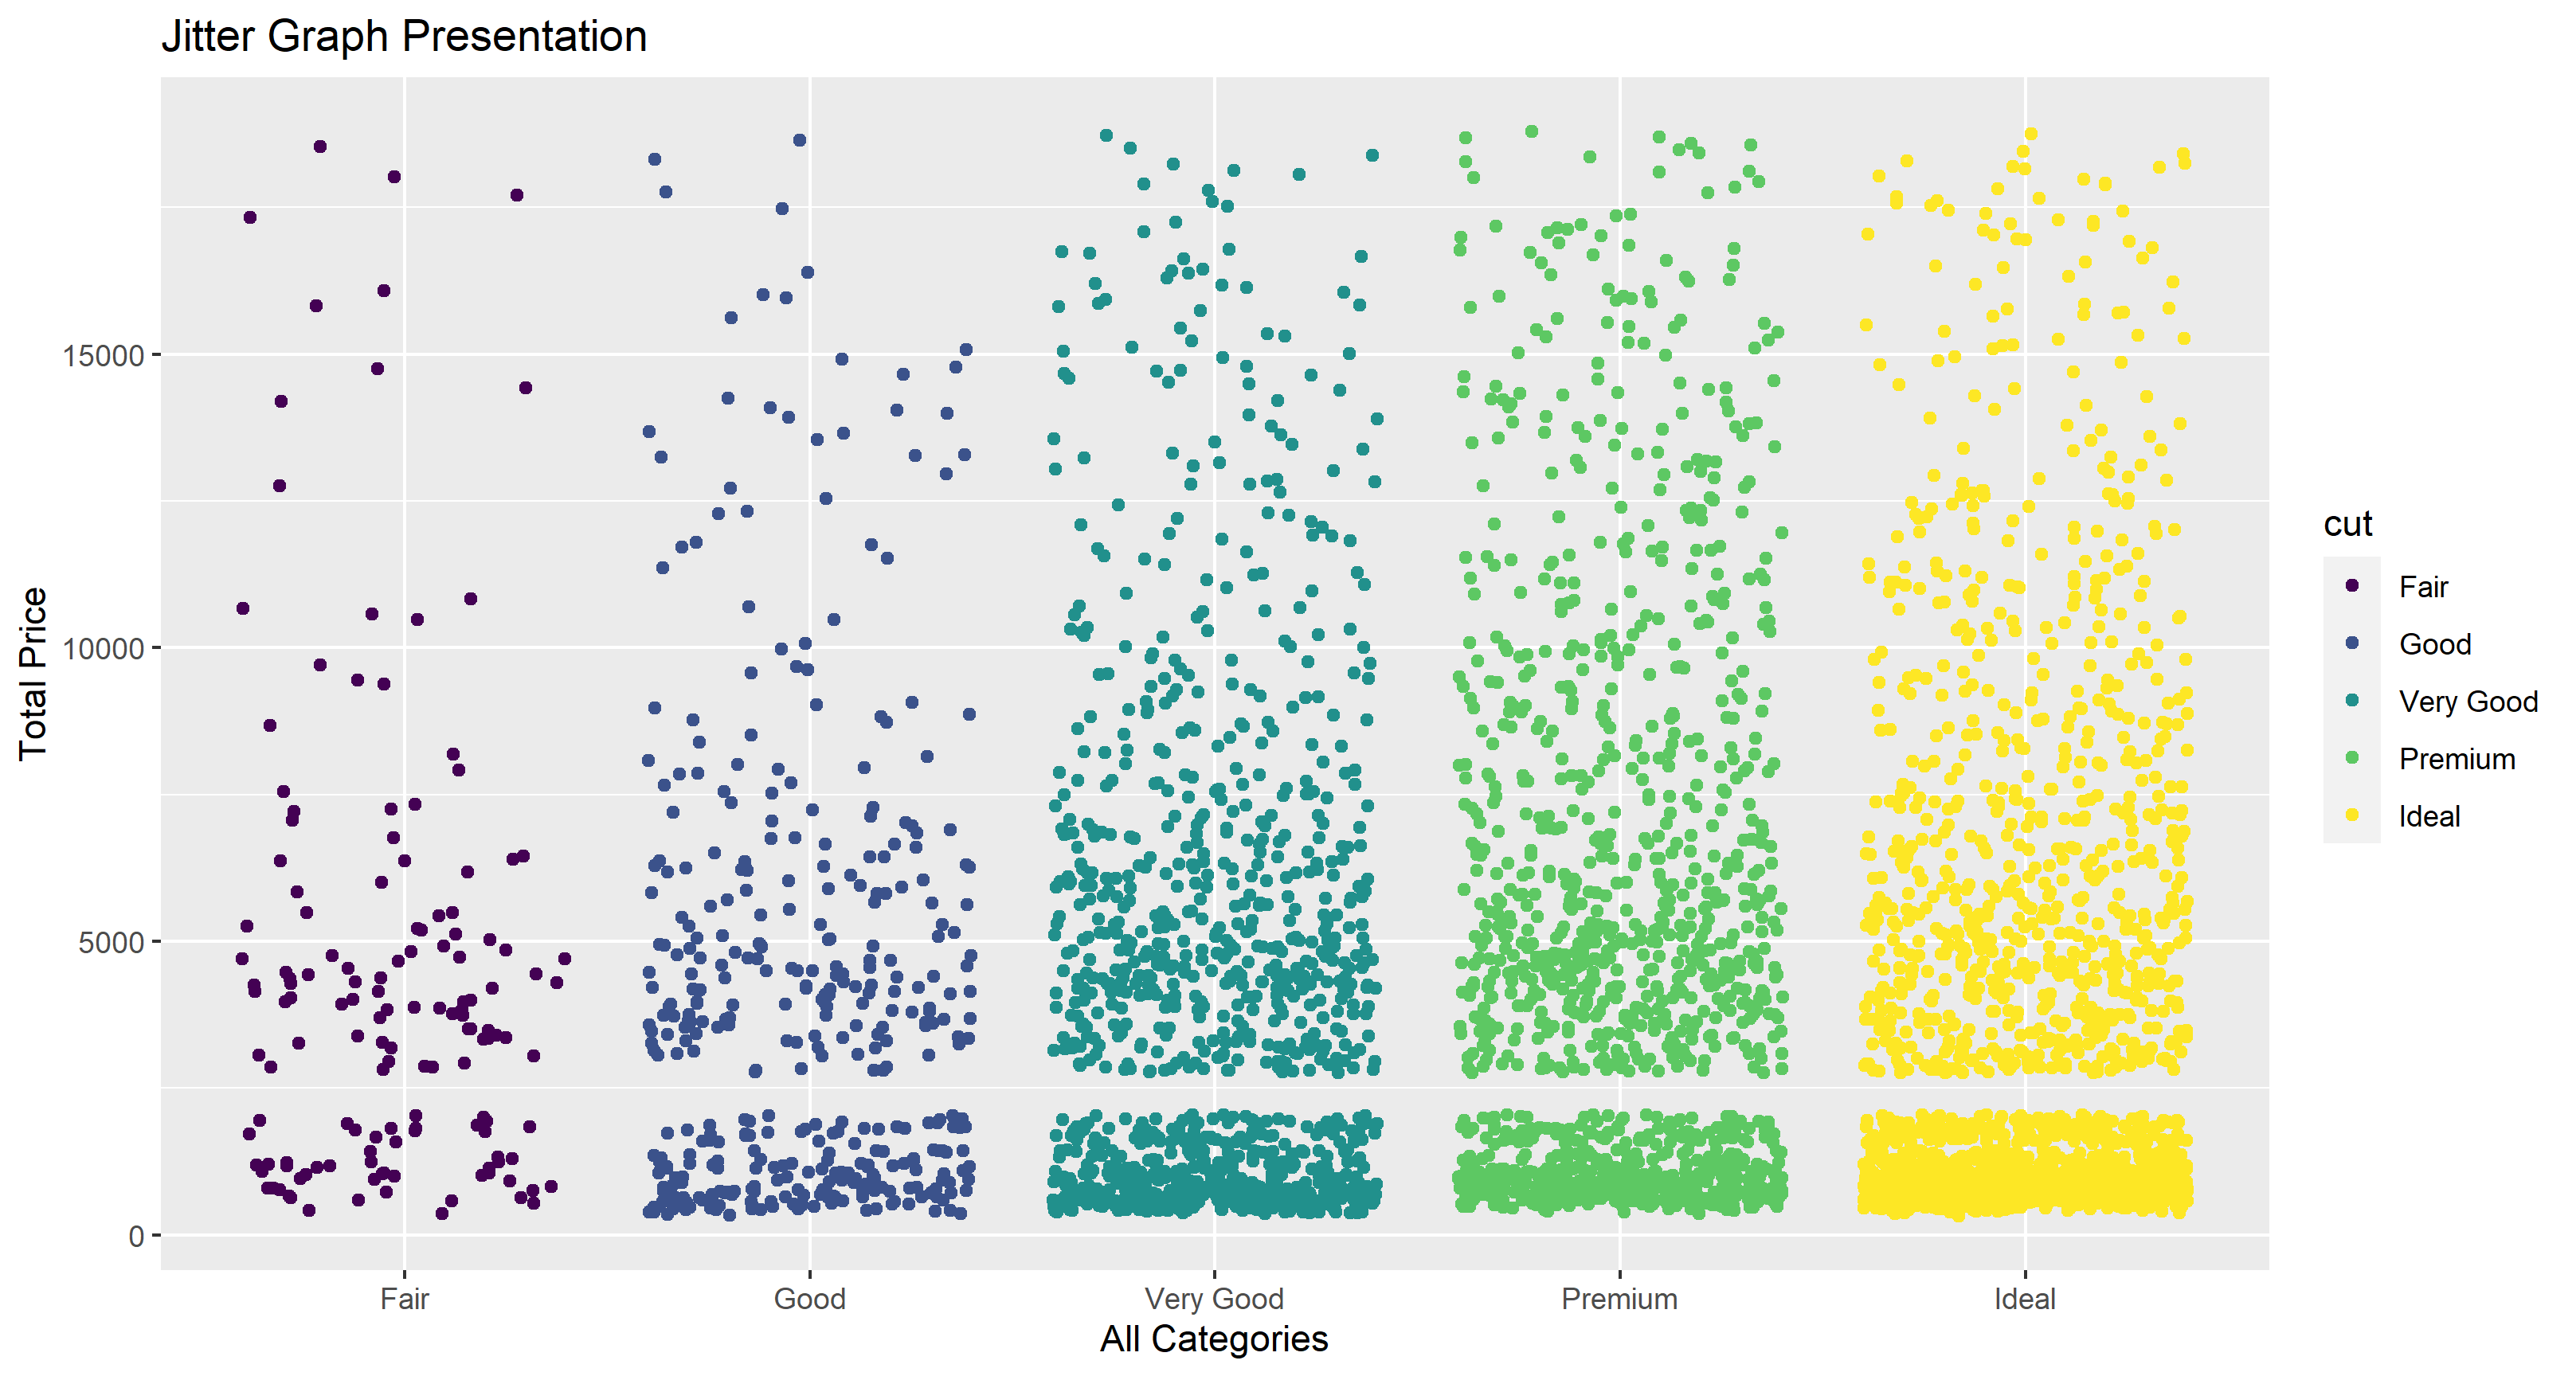 Jitter Graph Presentation
Total Price
15000
10000
5000
0
Fair
Good
Very Good
Premium
Ideal
All Categories
cut
Fair
Good
Very Good
Premium
Ideal